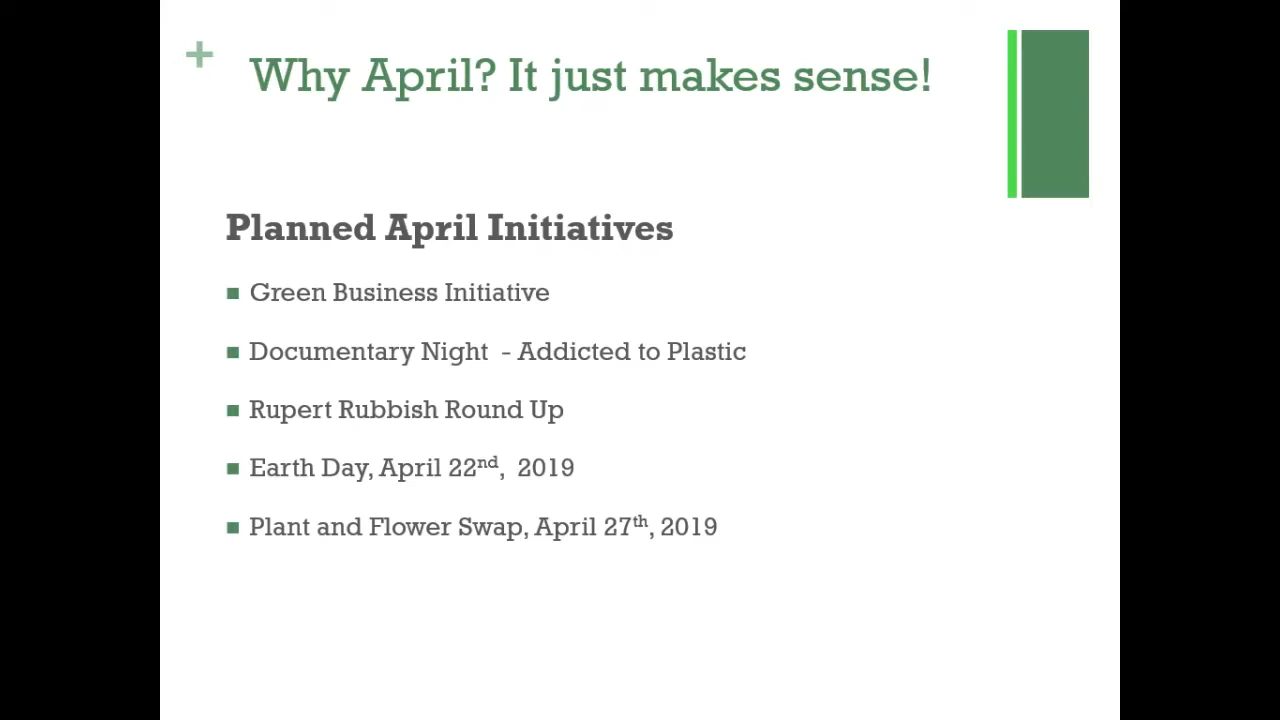 +
Why April? It just makes sense!
Planned April Initiatives
■ Green Business Initiative
■ Documentary Night - Addicted to Plastic
■ Rupert Rubbish Round Up
■ Earth Day, April 22nd, 2019
■ Plant and Flower Swap, April 27th, 2019